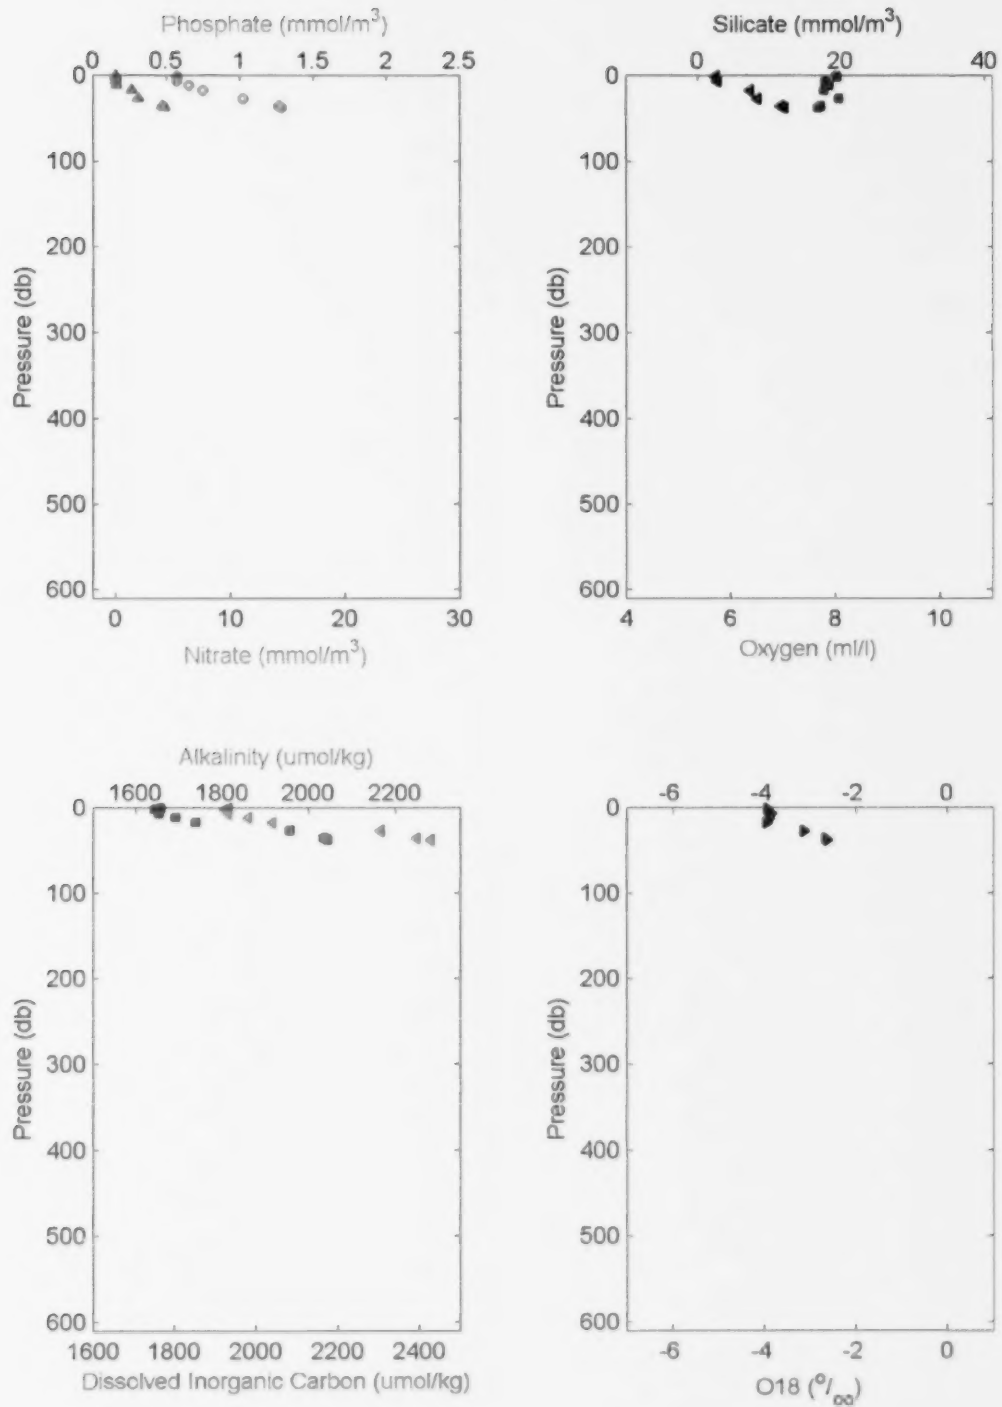 Phosphate (mmol/m³)
0 0.5 1 1.5 2 2.5
0
100
200
300
400
500
600
Pressure (db)
0 10 20 30
Nitrate (mmol/m³)
Silicate (mmol/m³)
0 20 40
0
100
200
300
400
500
600
Pressure (db)
4 6 8 10
Oxygen (ml/l)
Alkalinity (umol/kg)
1600 1800 2000 2200
0
100
200
300
400
500
600
Pressure (db)
1600 1800 2000 2200 2400
Dissolved Inorganic Carbon (umol/kg)
-6 -4 -2 0
0
100
200
300
400
500
600
Pressure (db)
-6 -4 -2 0
O18 (º/ₒₒ)